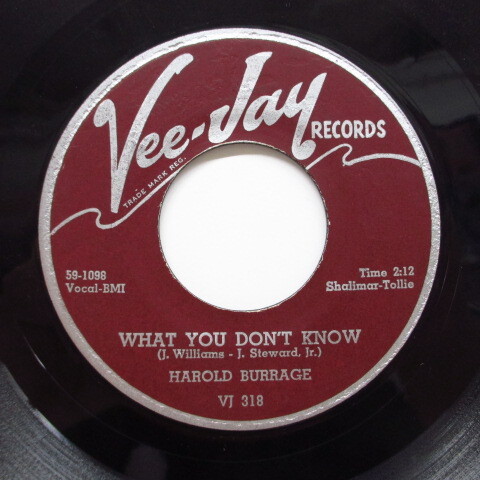 Vee-Jay
RECORDS
TRADE MARK REG.
59-1098
Vocal-BMI
Time 2:12
Shalimar-Tollie
WHAT YOU DON'T KNOW
(J. Williams - J. Steward, Jr.)
HAROLD BURRAGE
VJ 318